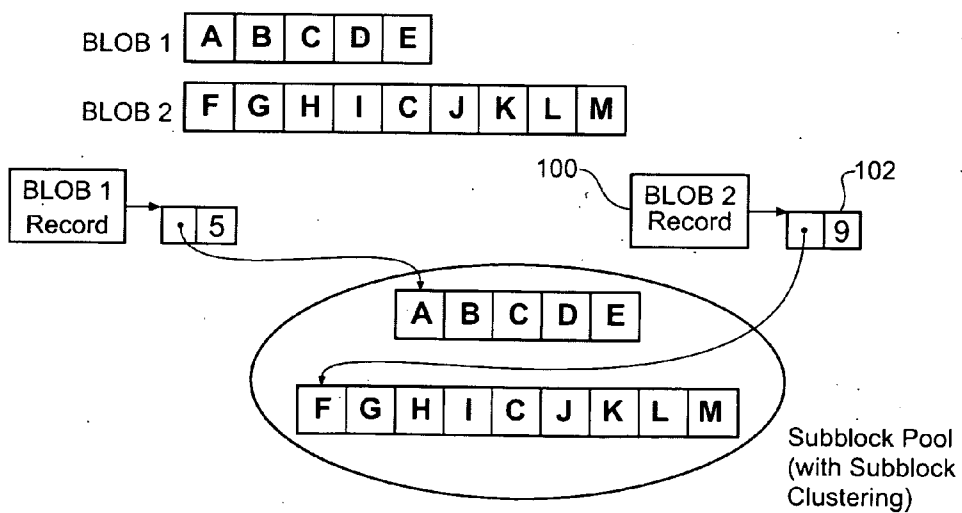 BLOB 1 A B C D E
BLOB 2 F G H I C J K L M
BLOB 1
Record
5
100
BLOB 2
Record
102
9
A B C D E
F G H I C J K L M
Subblock Pool
(with Subblock
Clustering)